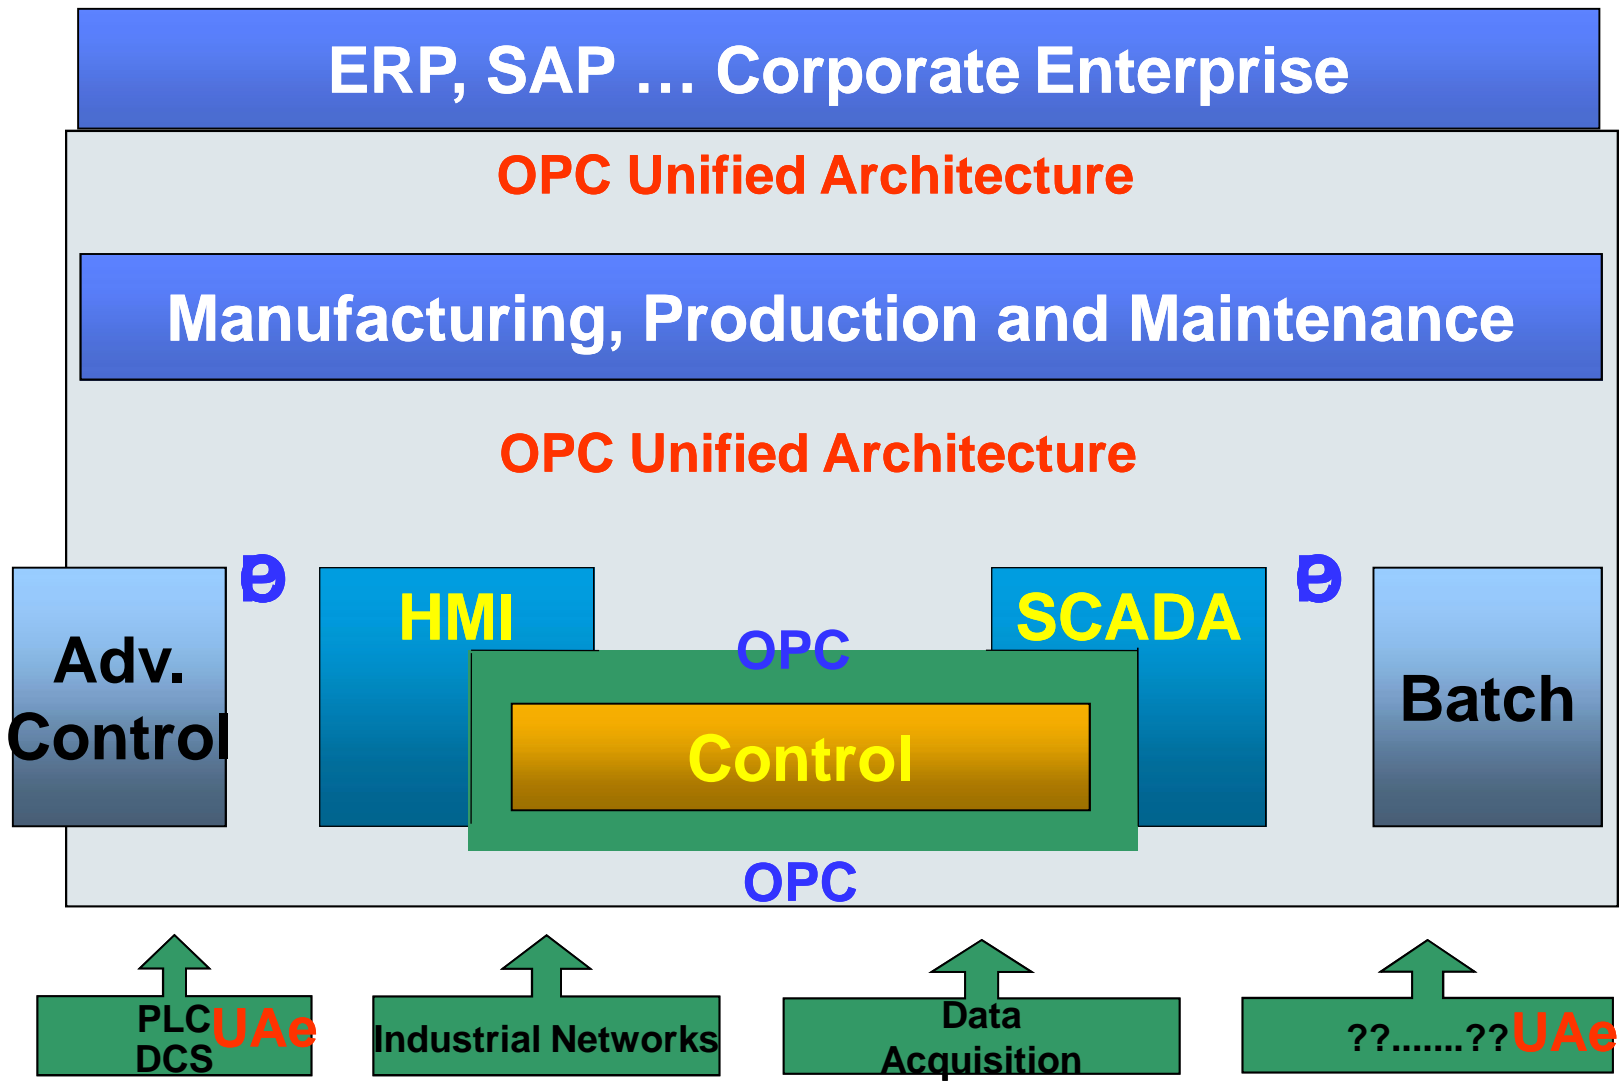 ERP, SAP … Corporate Enterprise
OPC Unified Architecture
Manufacturing, Production and Maintenance
OPC Unified Architecture
Adv.
Control
HMI
OPC
SCADA
Batch
Control
OPC
PLC
DCS
UAe
Industrial Networks
Data
Acquisition
??.......??
UAe